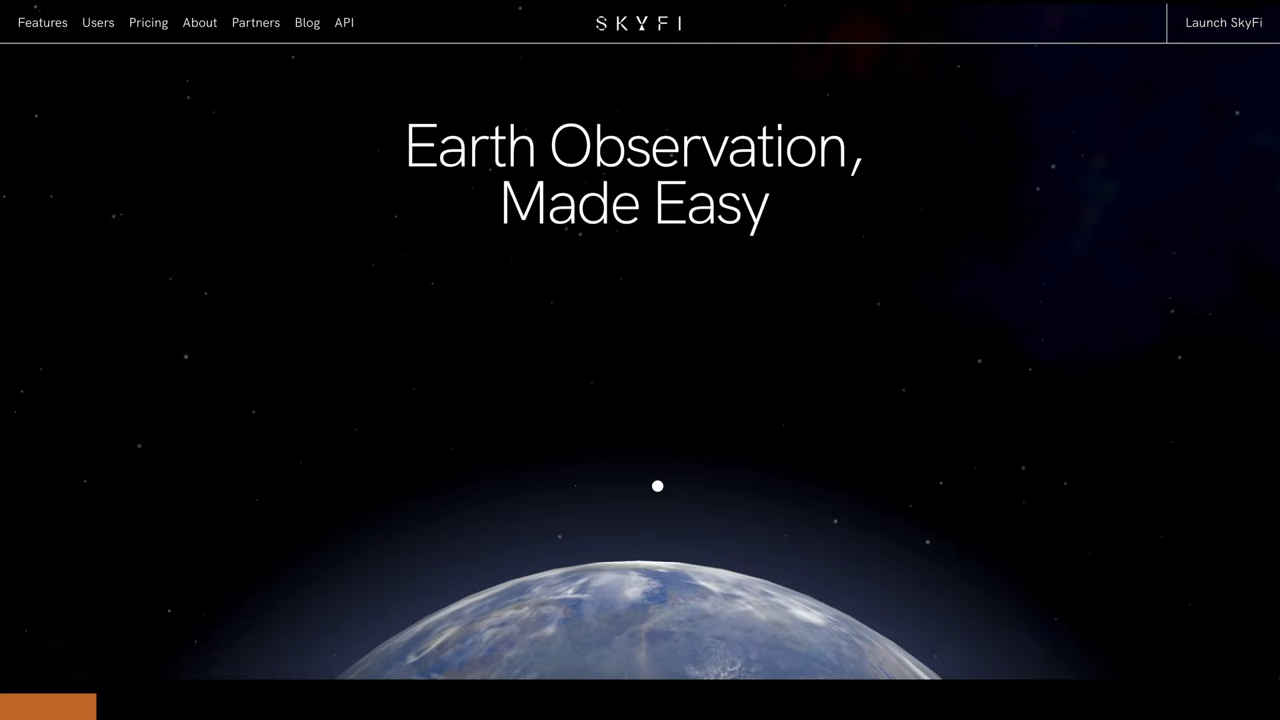 Features Users Pricing About Partners Blog API SKYFI Launch SkyFi
Earth Observation,
Made Easy